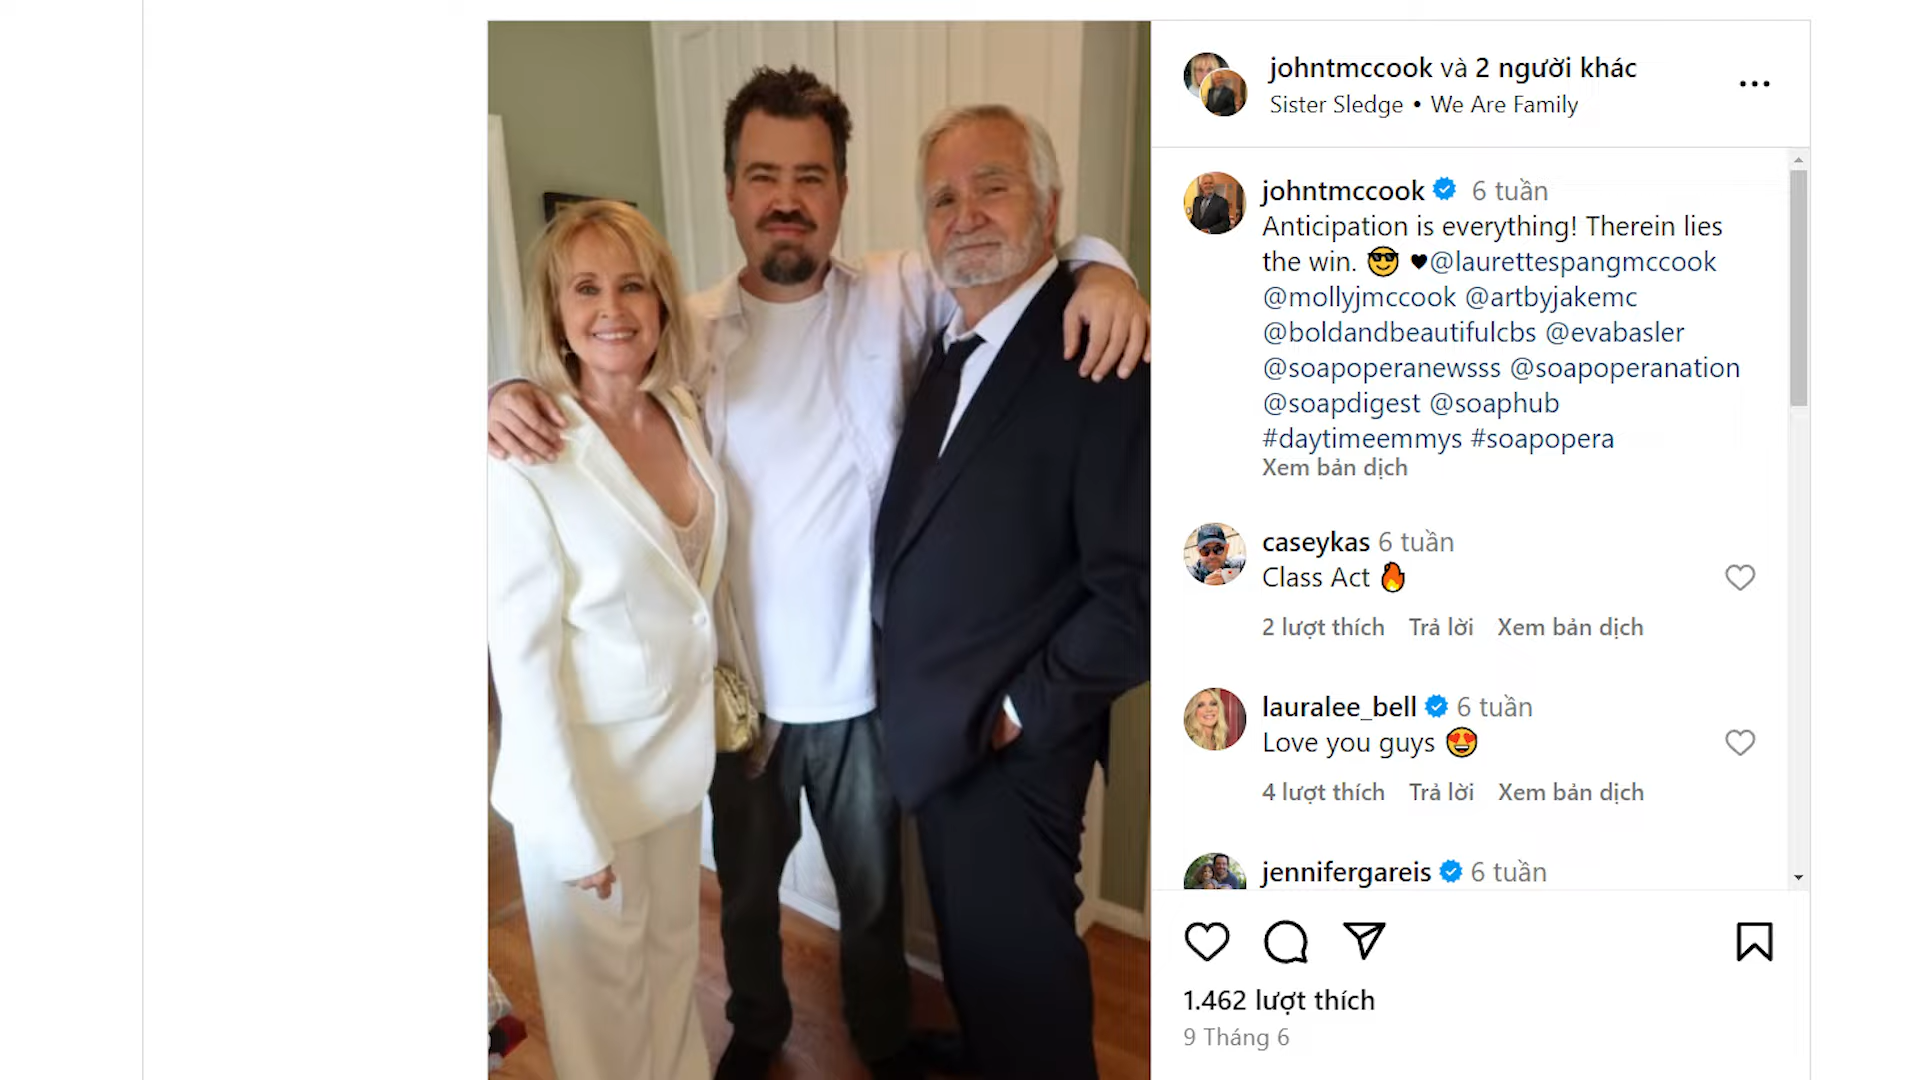 johntmccook và 2 người khác
Sister Sledge • We Are Family
johntmccook 6 tuần
Anticipation is everything! Therein lies
the win. 😎 ♥@laurettespangmccook
@mollyjmccook @artbyjakemc
@boldandbeautifulcbs @evabasler
@soapoperanewsss @soapoperanation
@soapdigest @soaphub
#daytimeemmys #soapopera
Xem bản dịch
caseykas 6 tuần
Class Act 🔥
2 lượt thích Trả lời Xem bản dịch
lauralee_bell 6 tuần
Love you guys 😍
4 lượt thích Trả lời Xem bản dịch
jennifergareis 6 tuần
1.462 lượt thích
9 Tháng 6